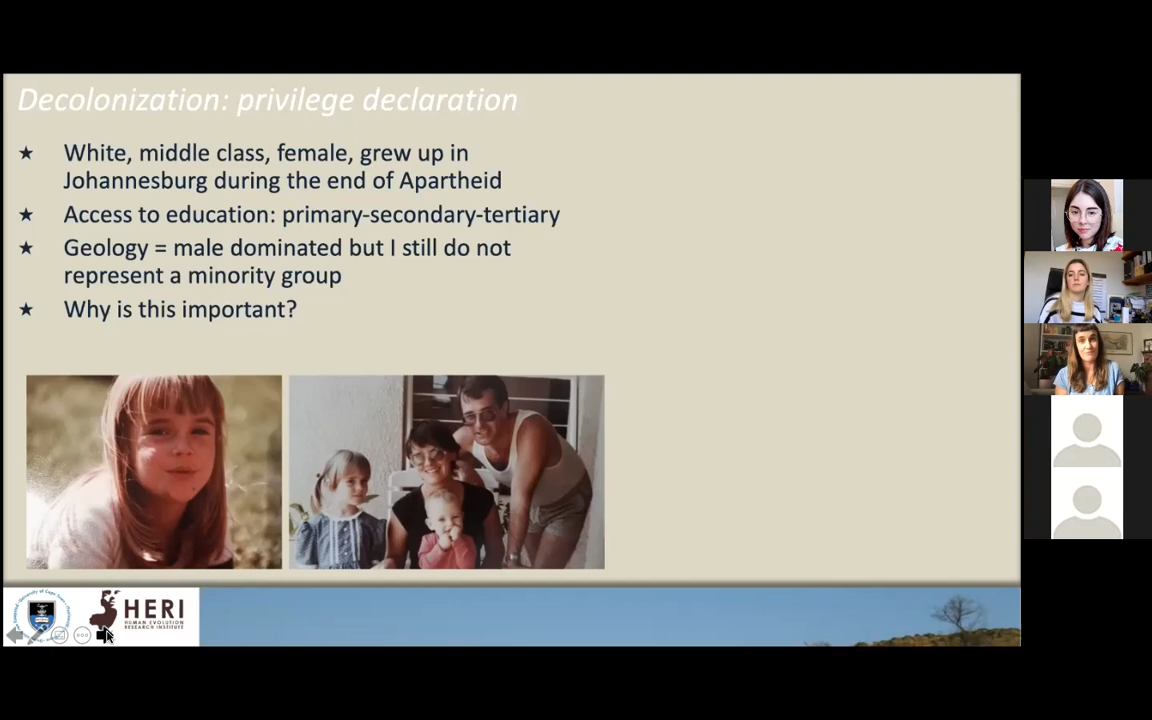 Decolonization: privilege declaration
★ White, middle class, female, grew up in
Johannesburg during the end of Apartheid
★ Access to education: primary-secondary-tertiary
★ Geology = male dominated but I still do not
represent a minority group
★ Why is this important?
HERI
HUMAN EVOLUTION
RESEARCH INSTITUTE